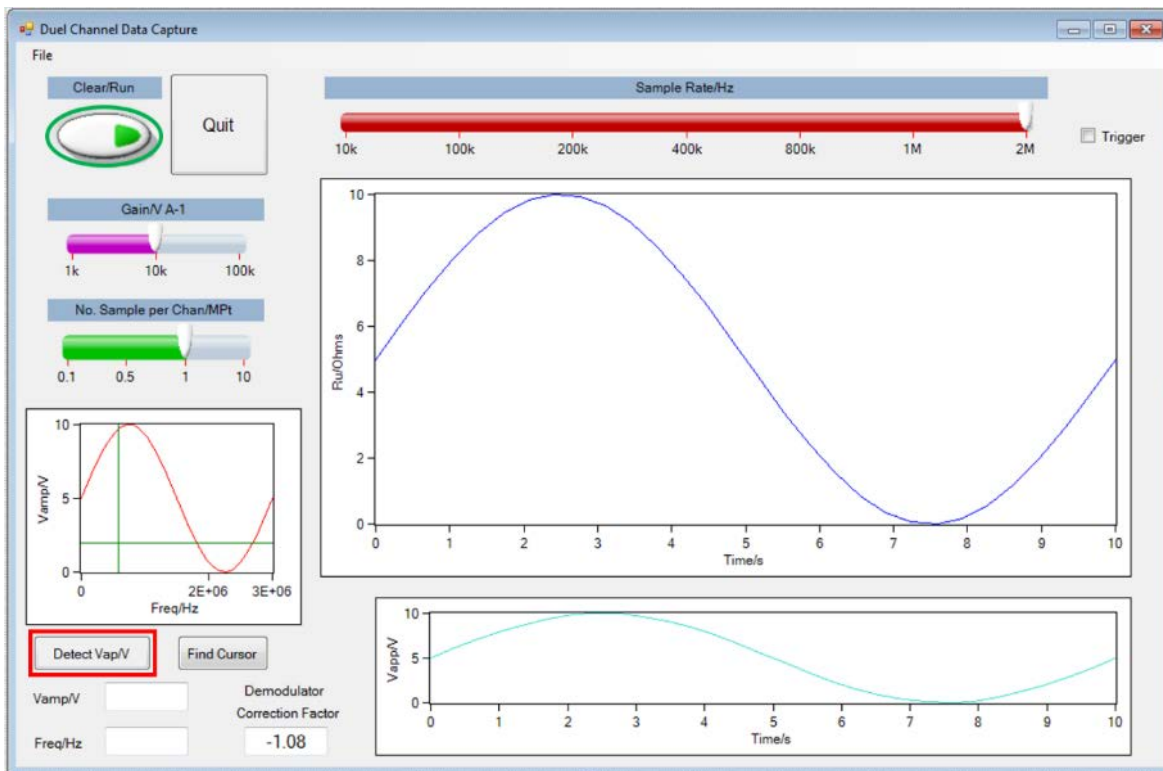 Duel Channel Data Capture
File
Clear/Run
Quit
Sample Rate/Hz
10k 100k 200k 400k 800k 1M 2M
Trigger
Gain/V A-1
1k 10k 100k
No. Sample per Chan/MPt
0.1 0.5 1 10
10
8
6
4
2
0
Ru/Ohms
0 1 2 3 4 5 6 7 8 9 10
Time/s
10
5
0
Vamp/V
0 2E+06 3E+06
Freq/Hz
Detect Vap/V
Find Cursor
Vamp/V
Freq/Hz
Demodulator
Correction Factor
-1.08
10
5
0
Vapp/V
0 1 2 3 4 5 6 7 8 9 10
Time/s